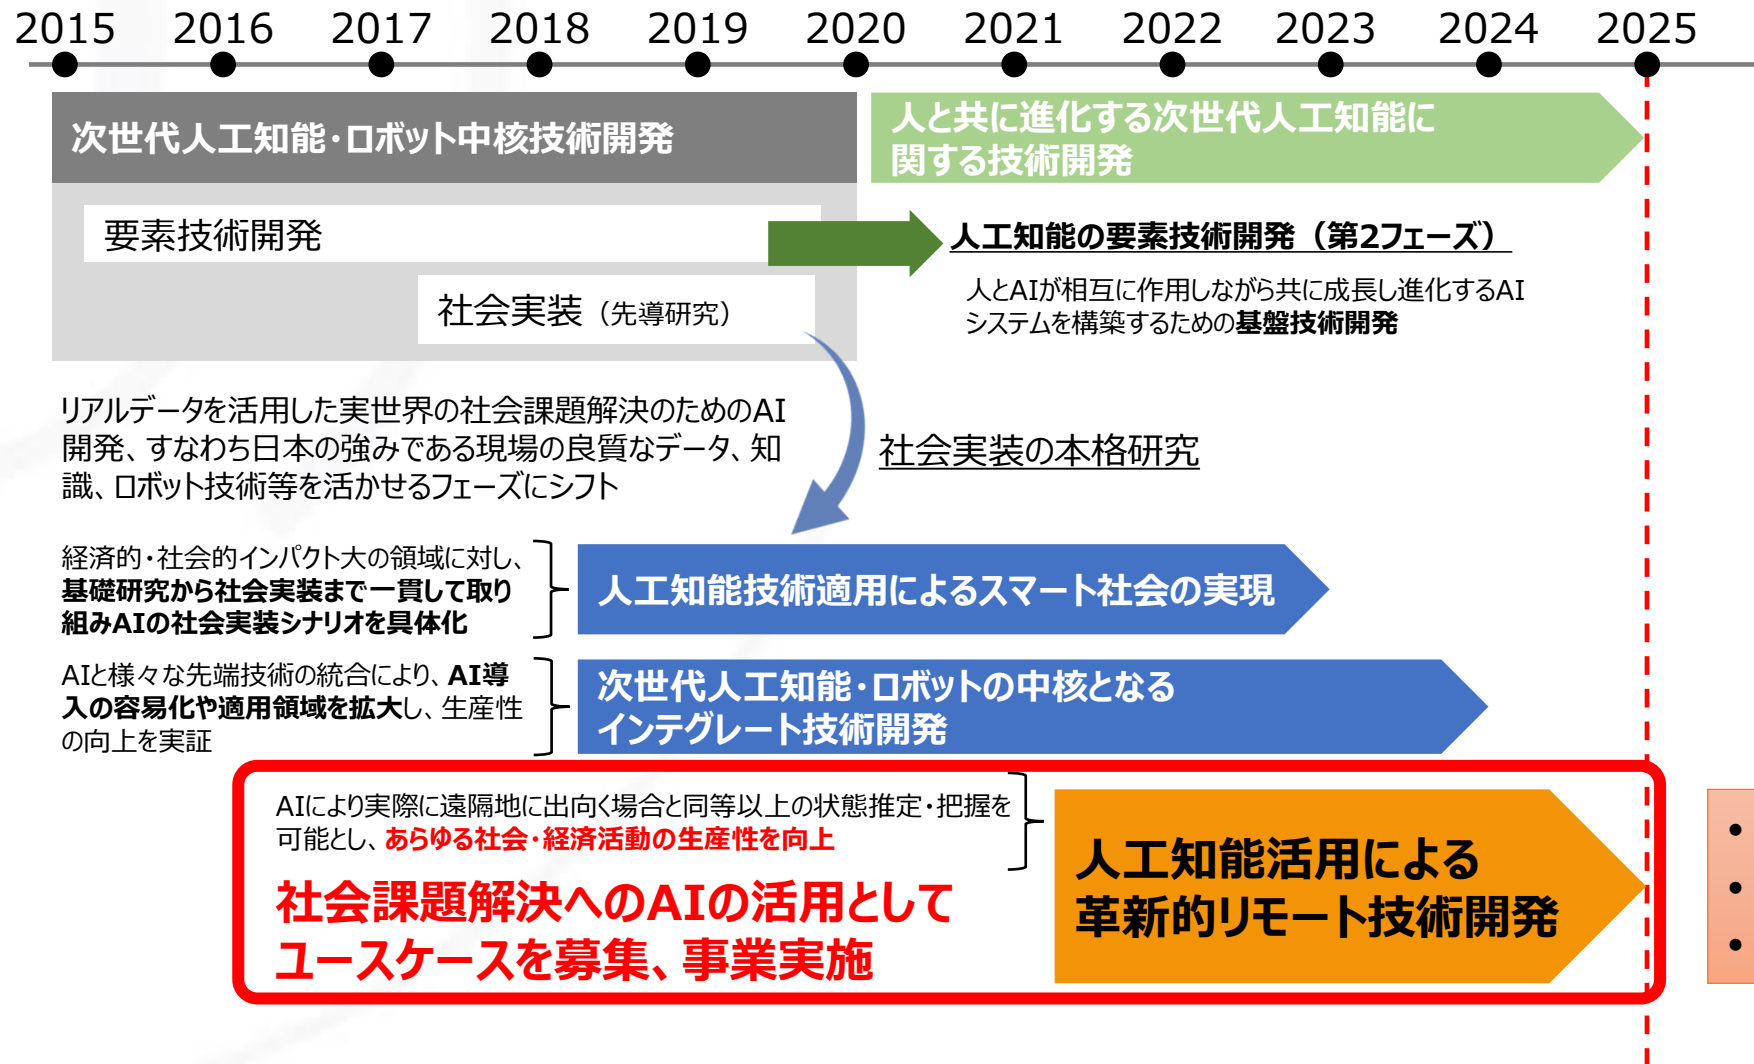 2015 2016 2017 2018 2019 2020 2021 2022 2023 2024 2025
次世代人工知能・ロボット中核技術開発
人と共に進化する次世代人工知能に
関する技術開発
要素技術開発
人工知能の要素技術開発（第2フェーズ）
社会実装（先導研究）
人とAIが相互に作用しながら共に成長し進化するAI
システムを構築するための基盤技術開発
リアルデータを活用した実世界の社会課題解決のためのAI
開発、すなわち日本の強みである現場の良質なデータ、知
識、ロボット技術等を活かせるフェーズにシフト
社会実装の本格研究
経済的・社会的インパクト大の領域に対し、
基礎研究から社会実装まで一貫して取り
組みAIの社会実装シナリオを具体化
人工知能技術適用によるスマート社会の実現
AIと様々な先端技術の統合により、AI導
入の容易化や適用領域を拡大し、生産性
の向上を実証
次世代人工知能・ロボットの中核となる
インテグレート技術開発
AIにより実際に遠隔地に出向く場合と同等以上の状態推定・把握を
可能とし、あらゆる社会・経済活動の生産性を向上
社会課題解決へのAIの活用として
ユースケースを募集、事業実施
人工知能活用による
革新的リモート技術開発